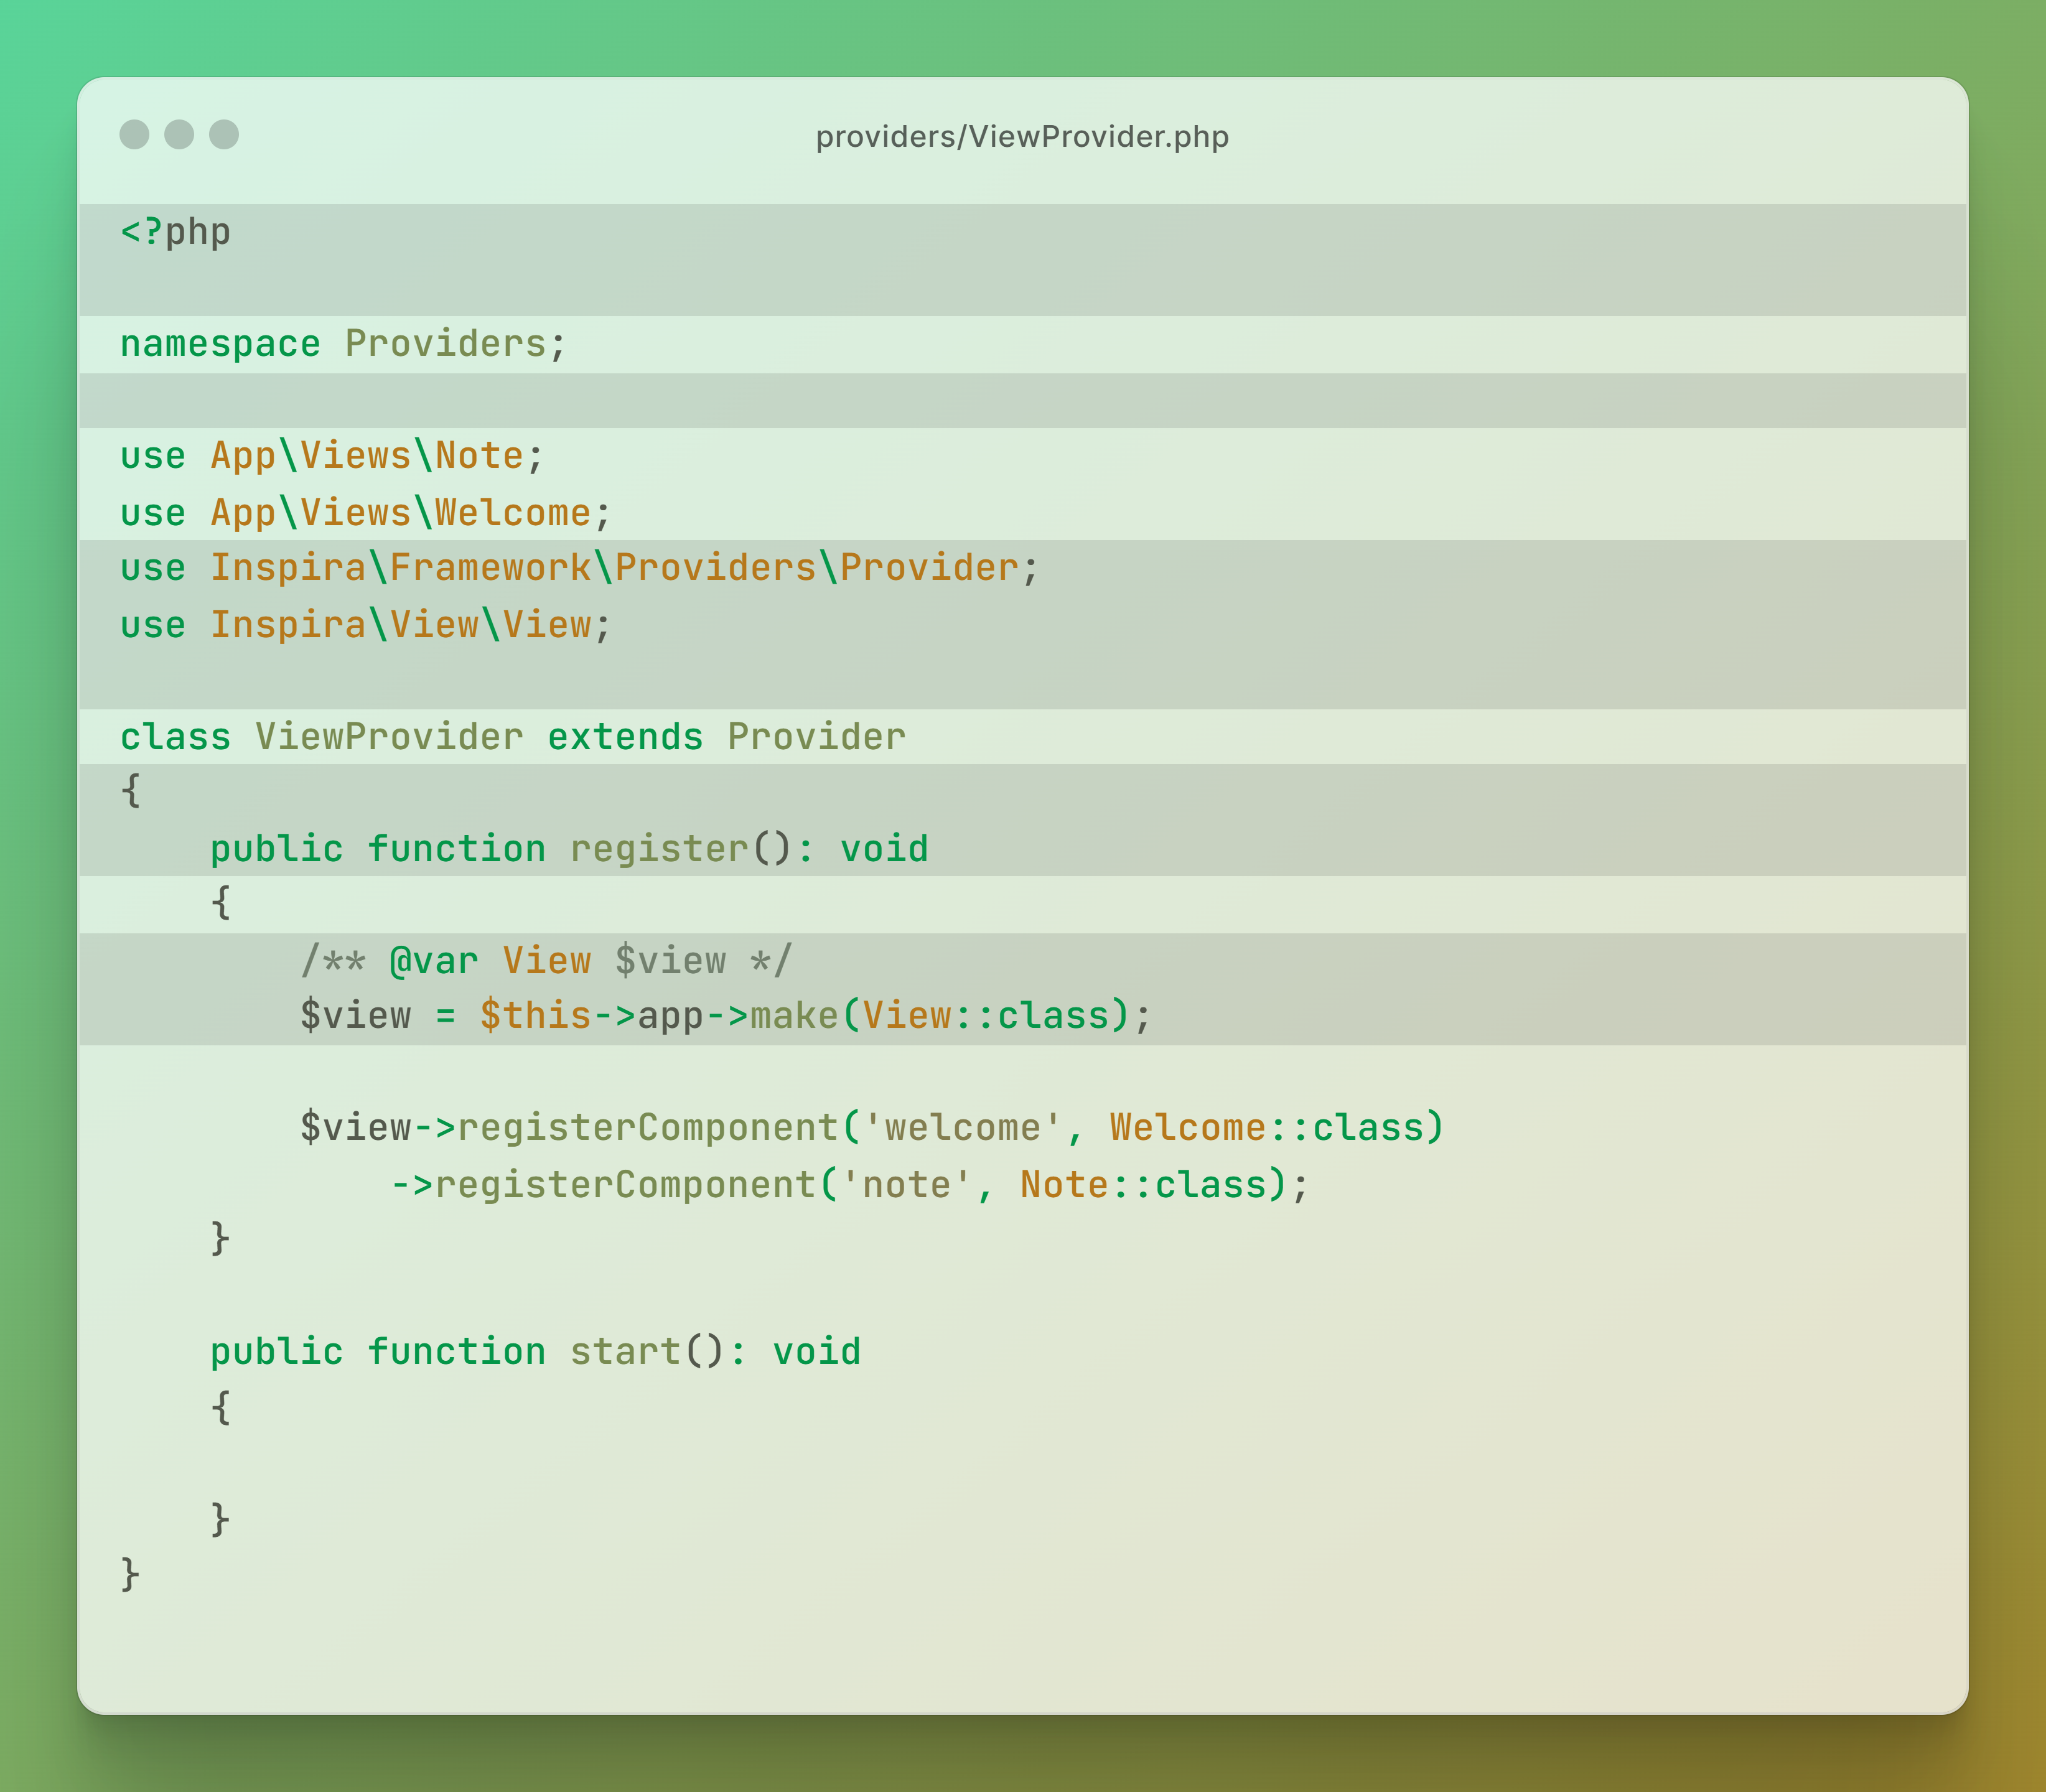 providers/ViewProvider.php
<?php
namespace Providers;
use App\Views\Note;
use App\Views\Welcome;
use Inspira\Framework\Providers\Provider;
use Inspira\View\View;
class ViewProvider extends Provider
{
    public function register(): void
    {
        /** @var View $view */
        $view = $this->app->make(View::class);
        $view->registerComponent('welcome', Welcome::class)
            ->registerComponent('note', Note::class);
    }
    public function start(): void
    {
    }
}